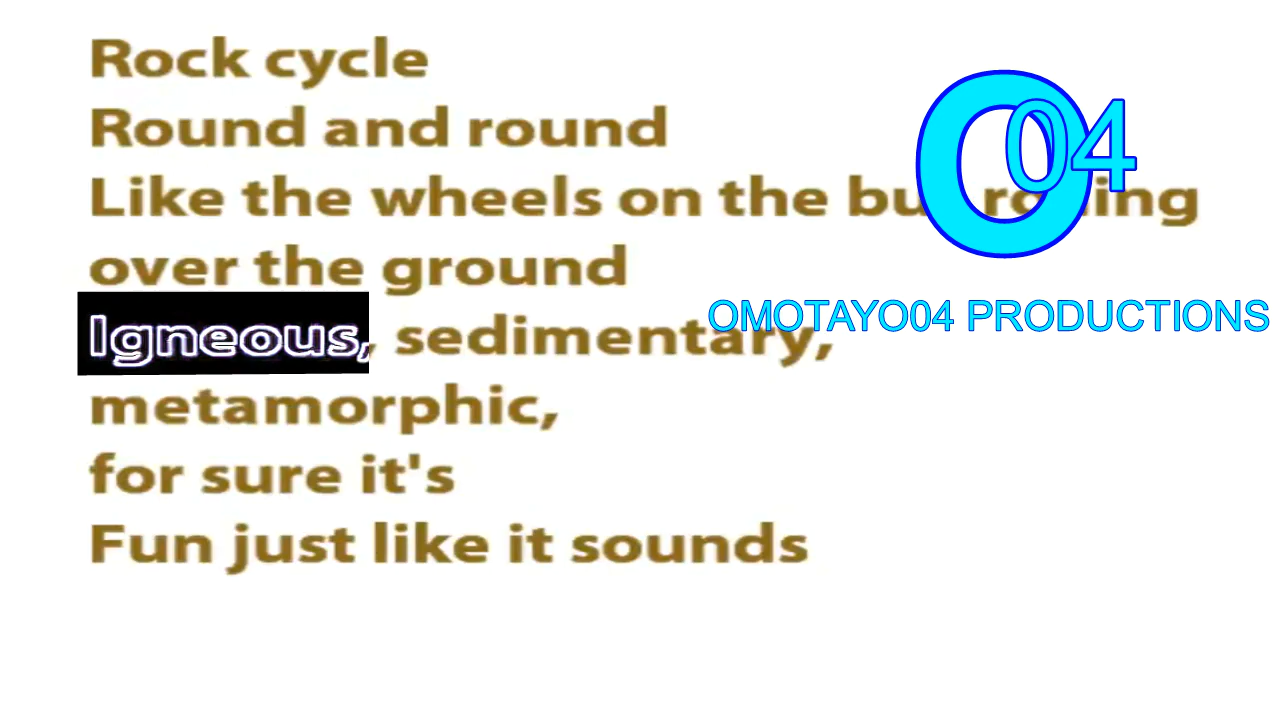 Rock cycle
Round and round
Like the wheels on the
over the ground
Igneous, sedimentary,
metamorphic,
for sure it's
Fun just like it sounds
O
04
OMOTAYO04 PRODUCTIONS